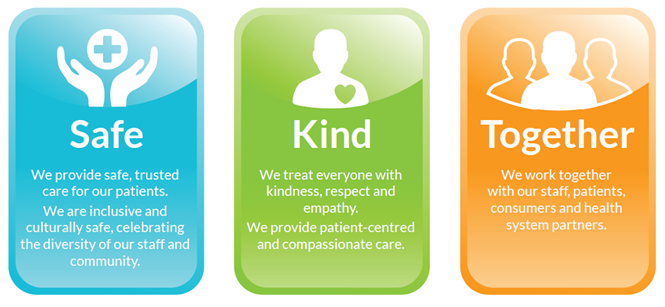 Safe
We provide safe, trusted
care for our patients.
We are inclusive and
culturally safe, celebrating
the diversity of our staff and
community.
Kind
We treat everyone with
kindness, respect and
empathy.
We provide patient-centred
and compassionate care.
Together
We work together
with our staff, patients,
consumers and health
system partners.